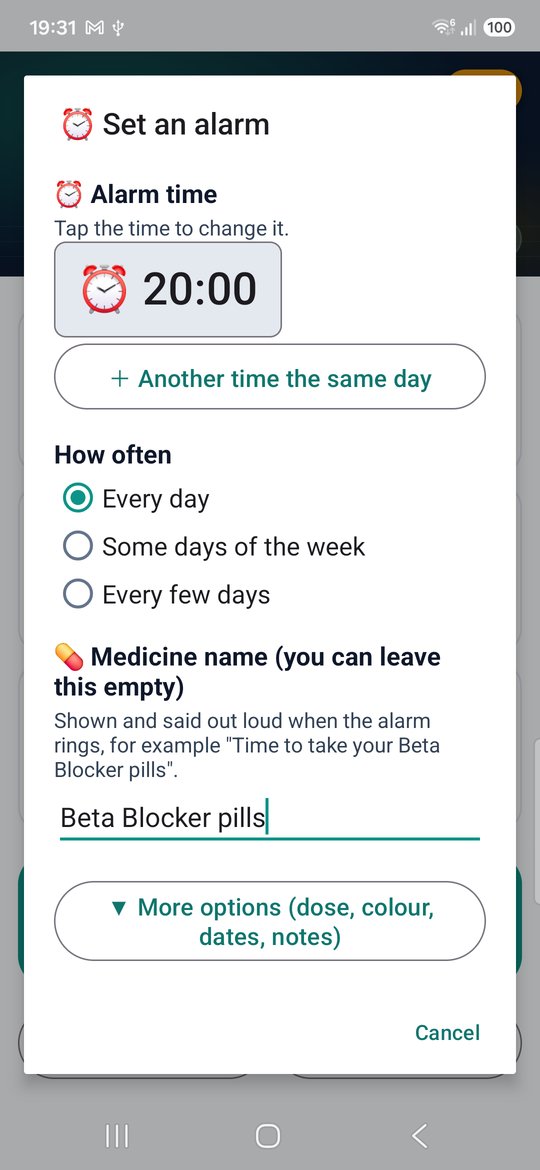 19:31
6
100
Set an alarm
Alarm time
Tap the time to change it.
20:00
+ Another time the same day
How often
Every day
Some days of the week
Every few days
Medicine name (you can leave
this empty)
Shown and said out loud when the alarm
rings, for example "Time to take your Beta
Blocker pills".
Beta Blocker pills
▼ More options (dose, colour,
dates, notes)
Cancel